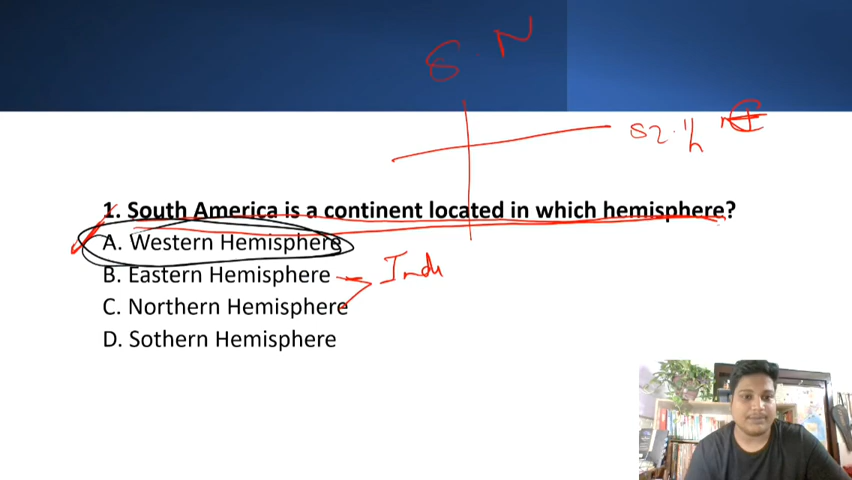 S. N
82 1/2
1. South America is a continent located in which hemisphere?
A. Western Hemisphere
B. Eastern Hemisphere
Indi
C. Northern Hemisphere
D. Sothern Hemisphere